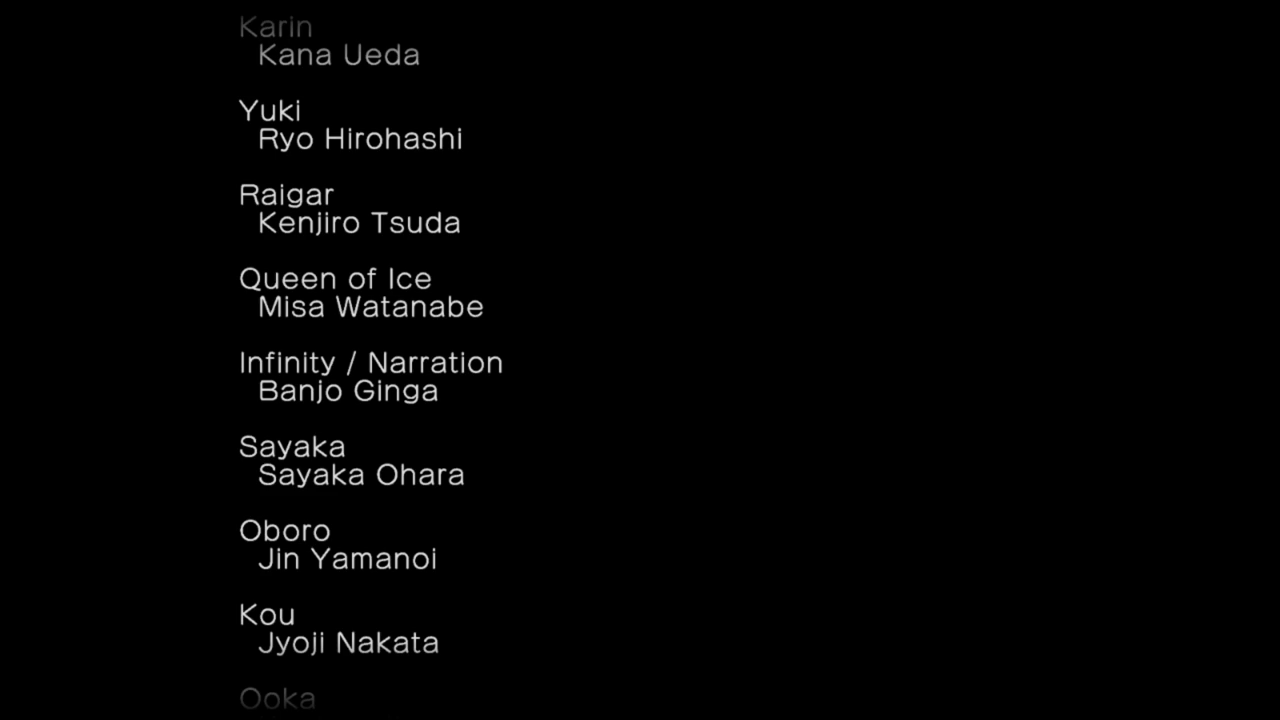 Karin
Kana Ueda
Yuki
Ryo Hirohashi
Raigar
Kenjiro Tsuda
Queen of Ice
Misa Watanabe
Infinity / Narration
Banjo Ginga
Sayaka
Sayaka Ohara
Oboro
Jin Yamanoi
Kou
Jyoji Nakata
Ooka